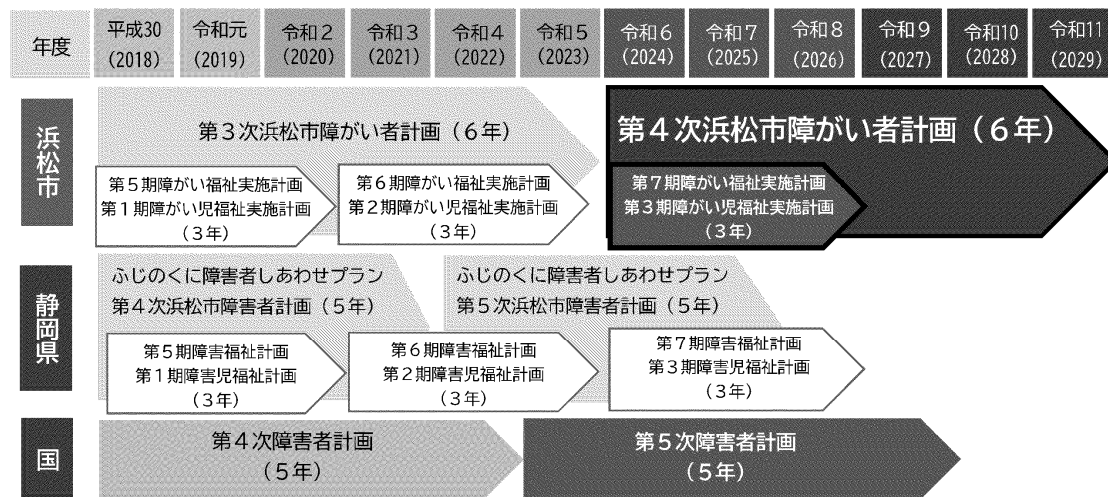 年度
平成30
(2018)
令和元
(2019)
令和２
(2020)
令和３
(2021)
令和４
(2022)
令和５
(2023)
令和６
(2024)
令和７
(2025)
令和８
(2026)
令和９
(2027)
令和10
(2028)
令和11
(2029)
浜松市
第３次浜松市障がい者計画（６年）
第４次浜松市障がい者計画（６年）
第５期障がい福祉実施計画
第１期障がい児福祉実施計画
（３年）
第６期障がい福祉実施計画
第２期障がい児福祉実施計画
（３年）
第７期障がい福祉実施計画
第３期障がい児福祉実施計画
（３年）
静岡県
ふじのくに障害者しあわせプラン
第４次浜松市障害者計画（５年）
ふじのくに障害者しあわせプラン
第５次浜松市障害者計画（５年）
第５期障害福祉計画
第１期障害児福祉計画
（３年）
第６期障害福祉計画
第２期障害児福祉計画
（３年）
第７期障害福祉計画
第３期障害児福祉計画
（３年）
国
第４次障害者計画
（５年）
第５次障害者計画
（５年）